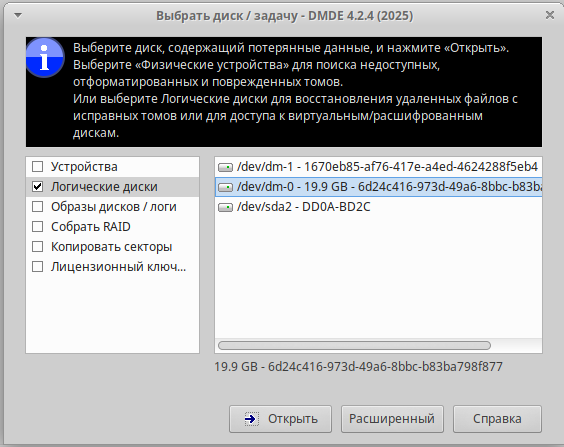 Выбрать диск / задачу - DMDE 4.2.4 (2025)
Выберите диск, содержащий потерянные данные, и нажмите «Открыть».
Выберите «Физические устройства» для поиска недоступных,
отформатированных и поврежденных томов.
Или выберите Логические диски для восстановления удаленных файлов с
исправных томов или для доступа к виртуальным/расшифрованным
дискам.
Устройства
Логические диски
Образы дисков / логи
Собрать RAID
Копировать секторы
Лицензионный ключ...
/dev/dm-1 - 1670eb85-af76-417e-a4ed-4624288f5eb4
/dev/dm-0 - 19.9 GB - 6d24c416-973d-49a6-8bbc-b83ba
/dev/sda2 - DD0A-BD2C
19.9 GB - 6d24c416-973d-49a6-8bbc-b83ba798f877
Открыть
Расширенный
Справка